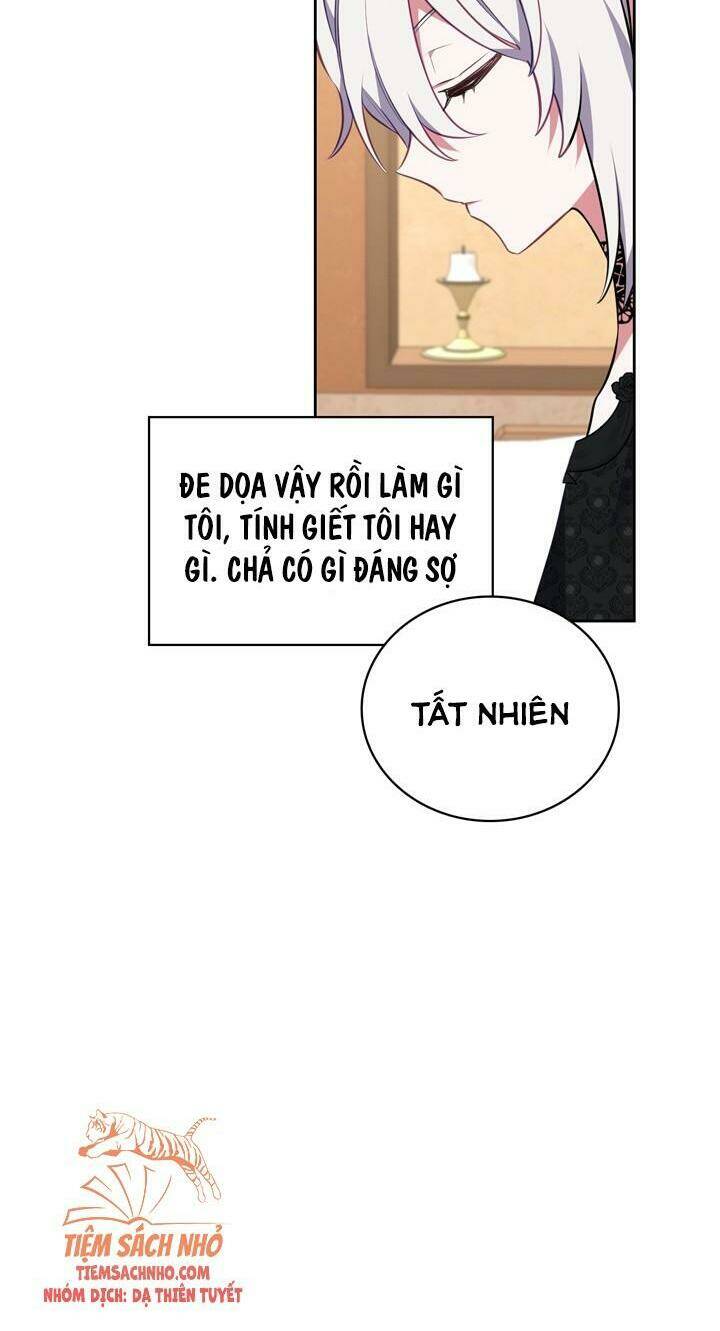 ĐE DỌA VẬY RỒI LÀM GÌ
TÔI, TÍNH GIẾT TÔI HAY
GÌ. CHẢ CÓ GÌ ĐÁNG SỢ
TẤT NHIÊN
TIỆM SÁCH NHỎ
TIEMSACHNHO.COM
NHÓM DỊCH: DẠ THIÊN TUYẾT